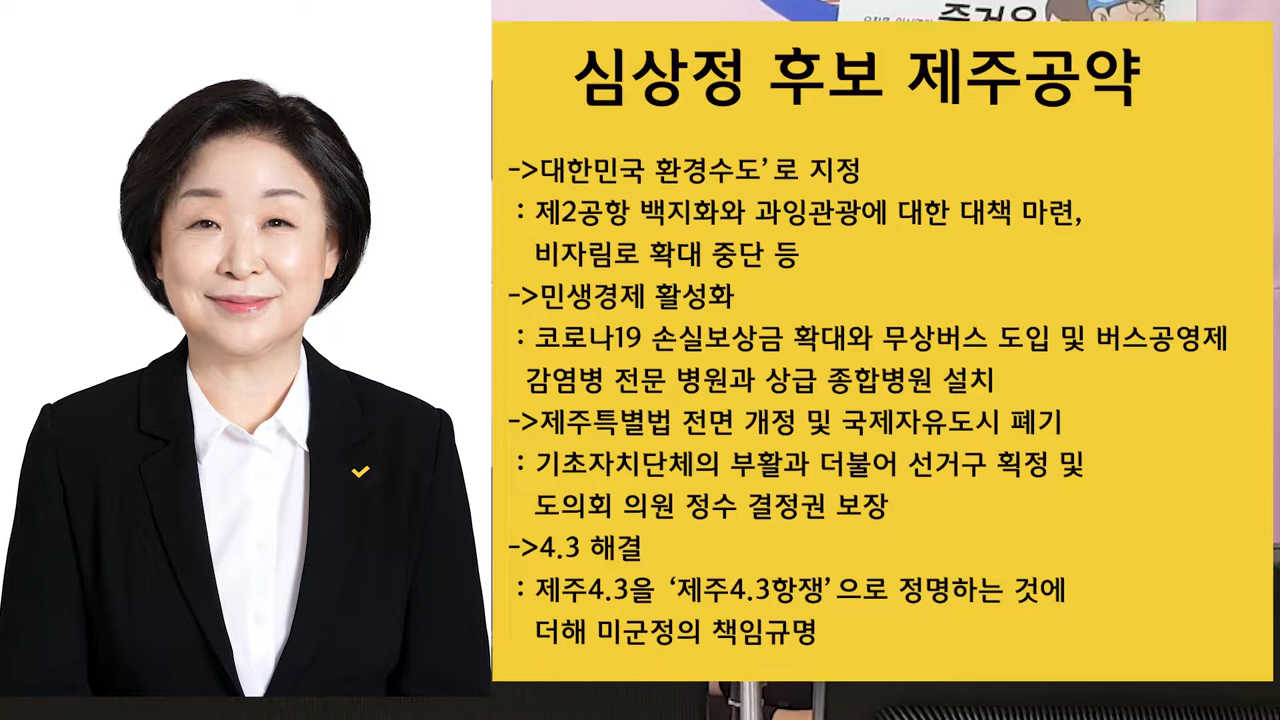 즐거운
심상정 후보 제주공약
->대한민국 환경수도’로 지정
: 제2공항 백지화와 과잉관광에 대한 대책 마련,
비자림로 확대 중단 등
->민생경제 활성화
: 코로나19 손실보상금 확대와 무상버스 도입 및 버스공영제
감염병 전문 병원과 상급 종합병원 설치
->제주특별법 전면 개정 및 국제자유도시 폐기
: 기초자치단체의 부활과 더불어 선거구 획정 및
도의회 의원 정수 결정권 보장
->4.3 해결
: 제주4.3을 ‘제주4.3항쟁’으로 정명하는 것에
더해 미군정의 책임규명